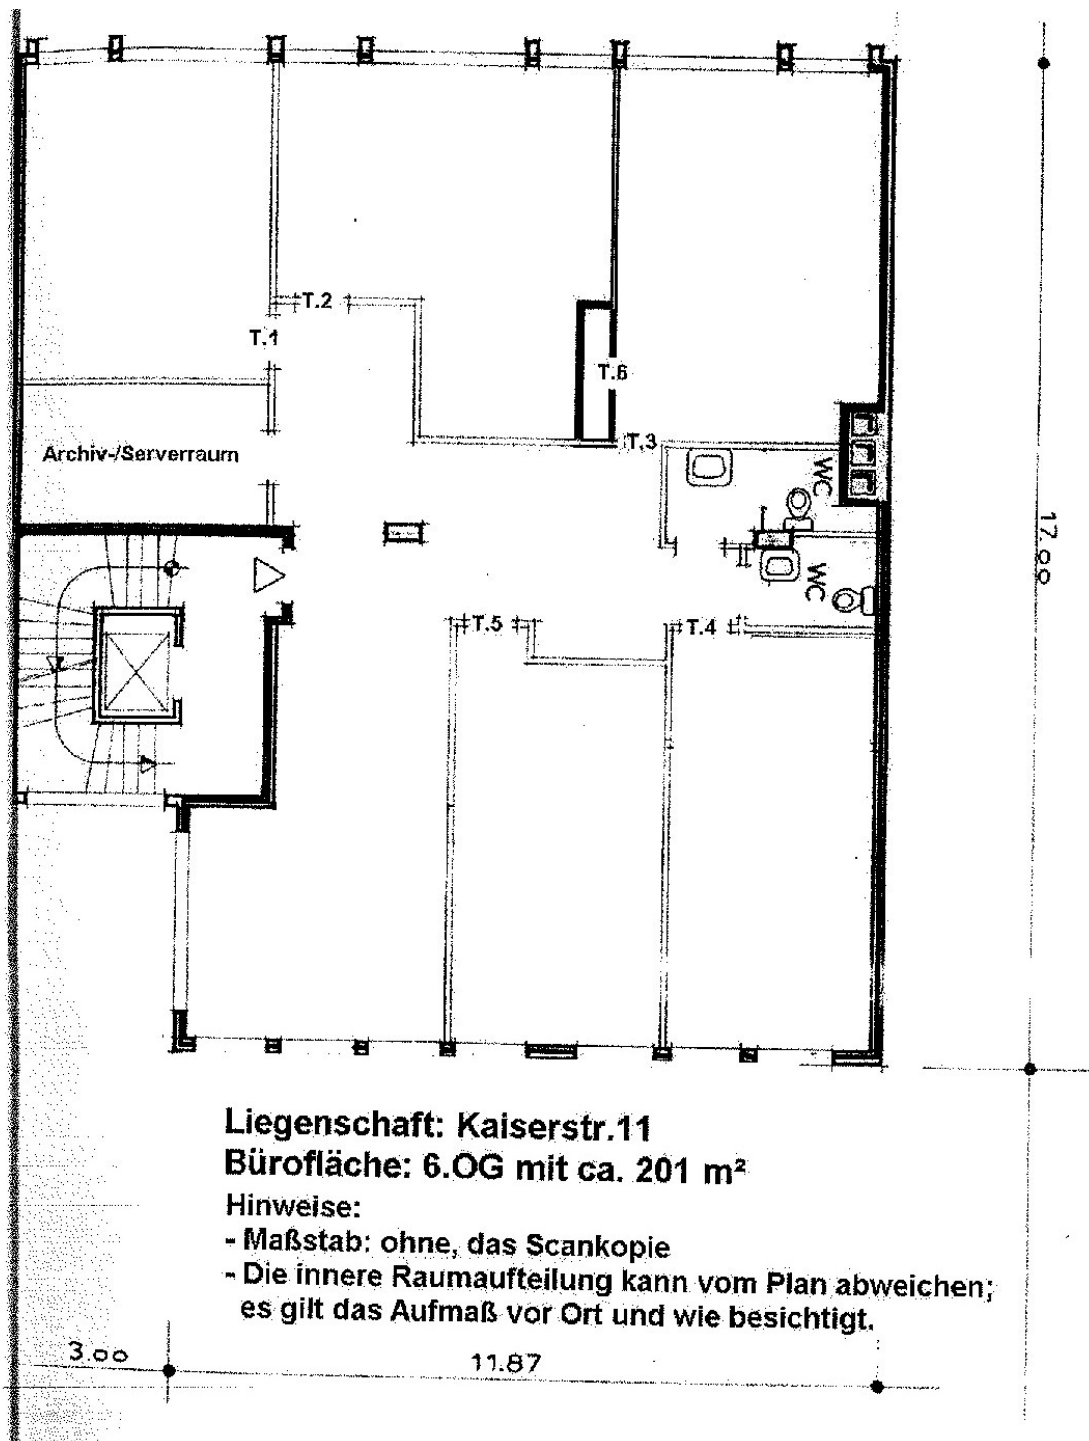 T.2
T.1
T.6
Archiv-/Serverraum
T.3
WC
17.00
WC
T.5
T.4
Liegenschaft: Kaiserstr.11
Bürofläche: 6.OG mit ca. 201 m²
Hinweise:
- Maßstab: ohne, das Scankopie
- Die innere Raumaufteilung kann vom Plan abweichen;
es gilt das Aufmaß vor Ort und wie besichtigt.
3.00
11.87